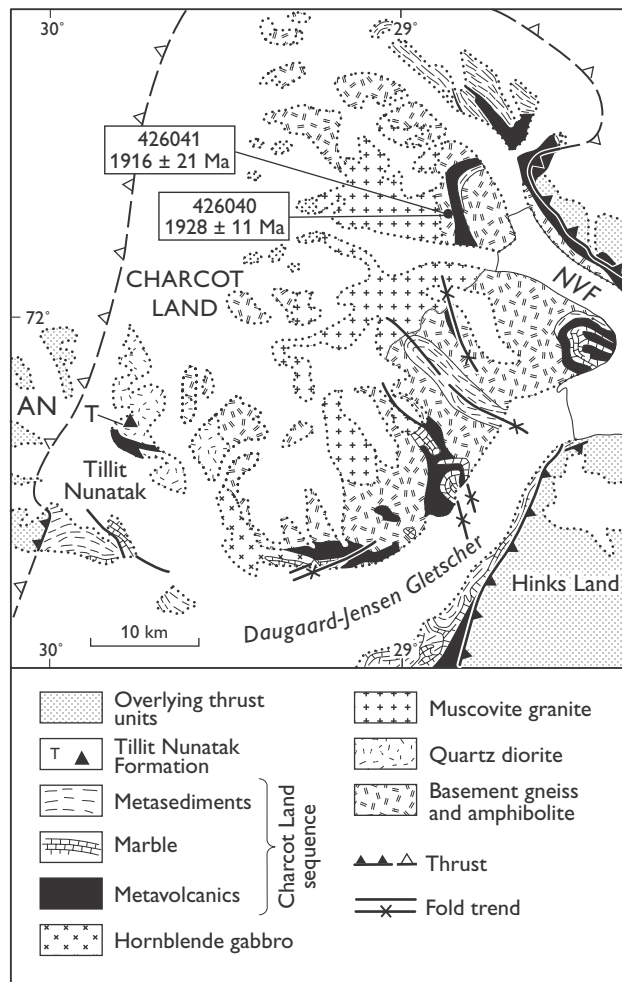 30°
29°
426041
1916 ± 21 Ma
426040
1928 ± 11 Ma
CHARCOT
LAND
NVF
72°
AN
T
Tillit
Nunatak
Hinks Land
Daugaard-Jensen Gletscher
10 km
30°
29°
Overlying thrust
units
T
Tillit Nunatak
Formation
Metasediments
Marble
Metavolcanics
Charcot Land
sequence
Hornblende gabbro
Muscovite granite
Quartz diorite
Basement gneiss
and amphibolite
Thrust
Fold trend